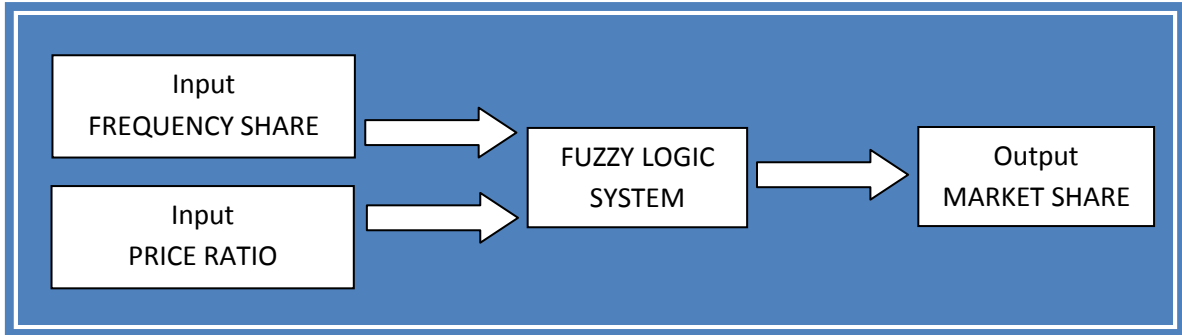 Input
FREQUENCY SHARE
Input
PRICE RATIO
FUZZY LOGIC
SYSTEM
Output
MARKET SHARE